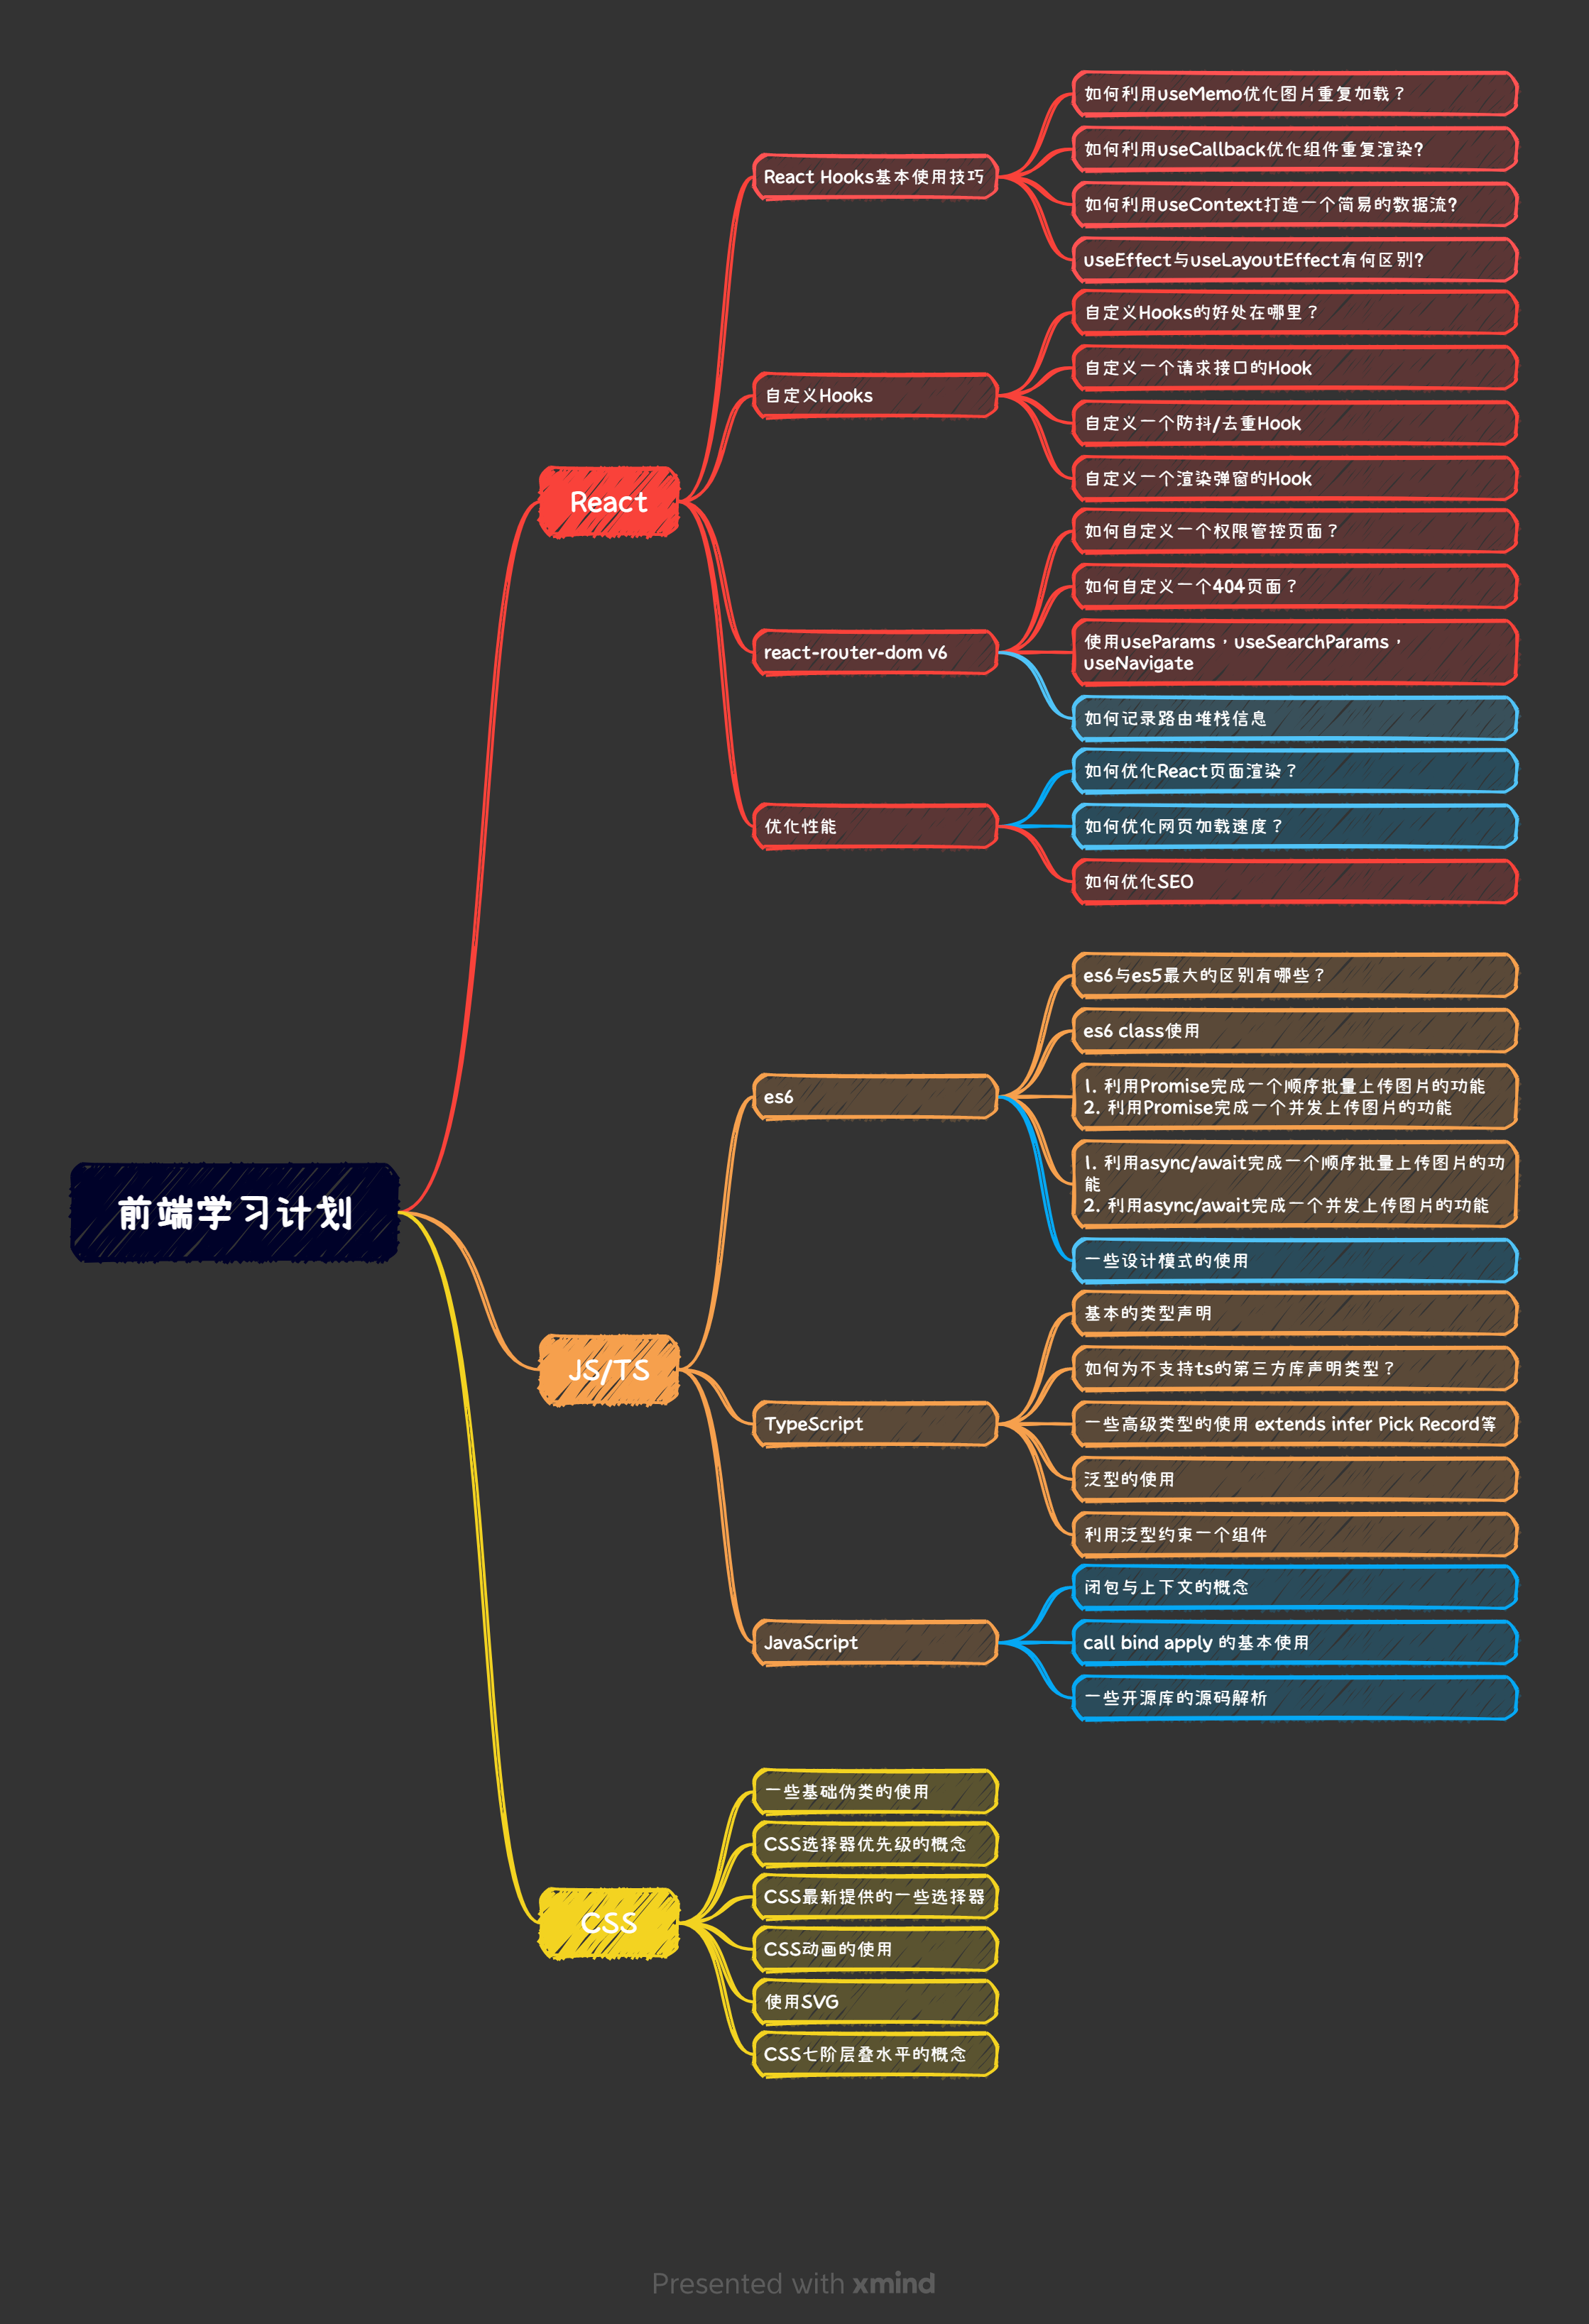 前端学习计划
React
React Hooks基本使用技巧
如何利用useMemo优化图片重复加载？
如何利用useCallback优化组件重复渲染?
如何利用useContext打造一个简易的数据流?
useEffect与useLayoutEffect有何区别?
自定义Hooks
自定义Hooks的好处在哪里？
自定义一个请求接口的Hook
自定义一个防抖/去重Hook
自定义一个渲染弹窗的Hook
react-router-dom v6
如何自定义一个权限管控页面？
如何自定义一个404页面？
使用useParams，useSearchParams，
useNavigate
如何记录路由堆栈信息
优化性能
如何优化React页面渲染？
如何优化网页加载速度？
如何优化SEO
JS/TS
es6
es6与es5最大的区别有哪些？
es6 class使用
1. 利用Promise完成一个顺序批量上传图片的功能
2. 利用Promise完成一个并发上传图片的功能
1. 利用async/await完成一个顺序批量上传图片的功
能
2. 利用async/await完成一个并发上传图片的功能
一些设计模式的使用
TypeScript
基本的类型声明
如何为不支持ts的第三方库声明类型？
一些高级类型的使用 extends infer Pick Record等
泛型的使用
利用泛型约束一个组件
JavaScript
闭包与上下文的概念
call bind apply 的基本使用
一些开源库的源码解析
CSS
一些基础伪类的使用
CSS选择器优先级的概念
CSS最新提供的一些选择器
CSS动画的使用
使用SVG
CSS七阶层叠水平的概念
Presented with xmind